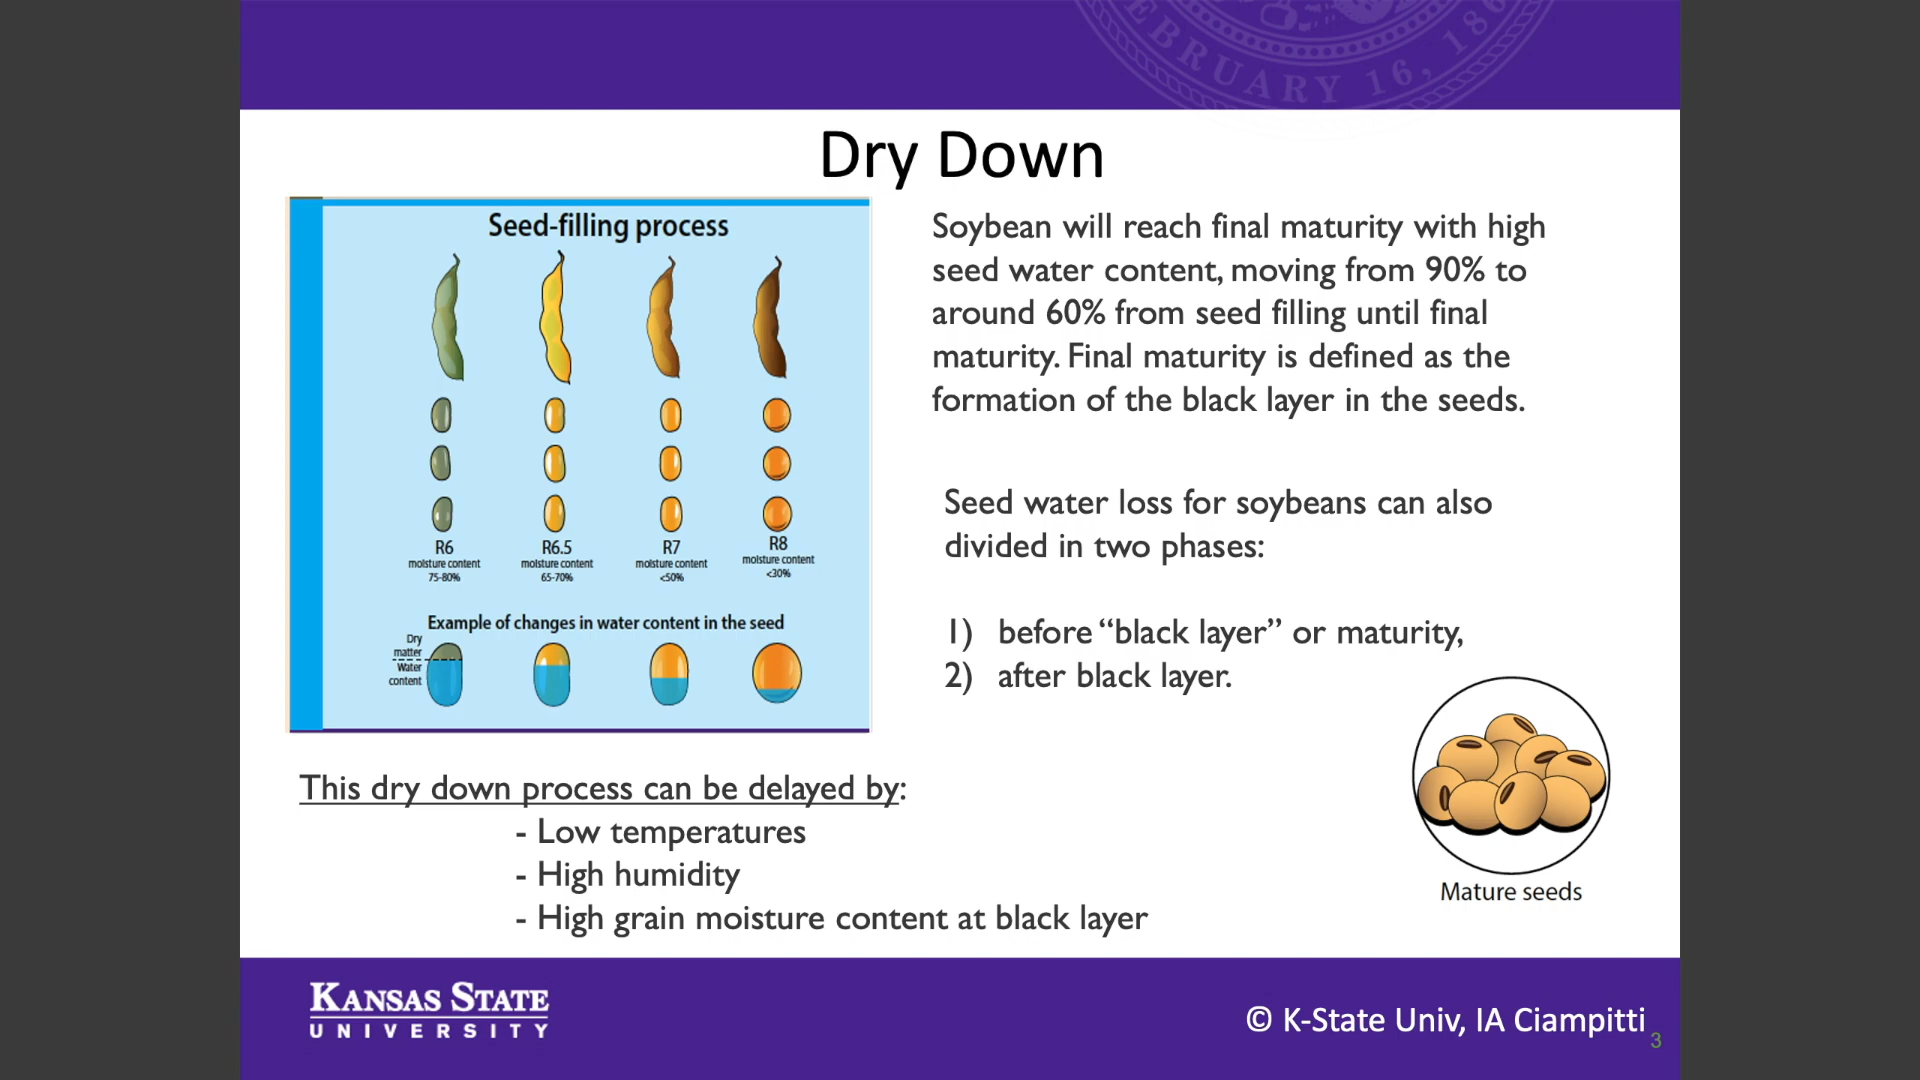 EBRUARY 16, 186
Dry Down
Seed-filling process
R6
moisture content
75-80%
R6.5
moisture content
65-70%
R7
moisture content
<50%
R8
moisture content
<30%
Example of changes in water content in the seed
Dry
matter
Water
content
Soybean will reach final maturity with high
seed water content, moving from 90% to
around 60% from seed filling until final
maturity. Final maturity is defined as the
formation of the black layer in the seeds.
Seed water loss for soybeans can also
divided in two phases:
1) before “black layer” or maturity,
2) after black layer.
Mature seeds
This dry down process can be delayed by:
- Low temperatures
- High humidity
- High grain moisture content at black layer
KANSAS STATE
UNIVERSITY
© K-State Univ, IA Ciampitti
3